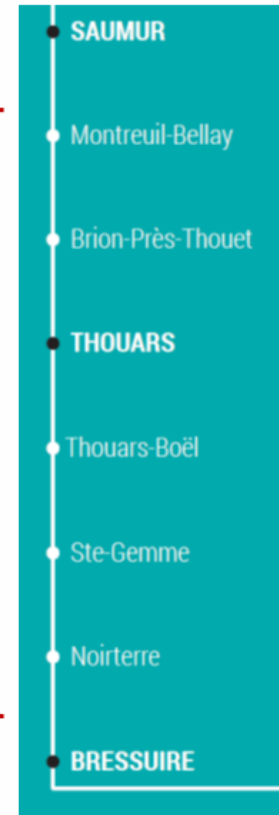 SAUMUR
Montreuil-Bellay
Brion-Près-Thouet
THOUARS
Thouars-Boël
Ste-Gemme
Noirterre
BRESSUIRE